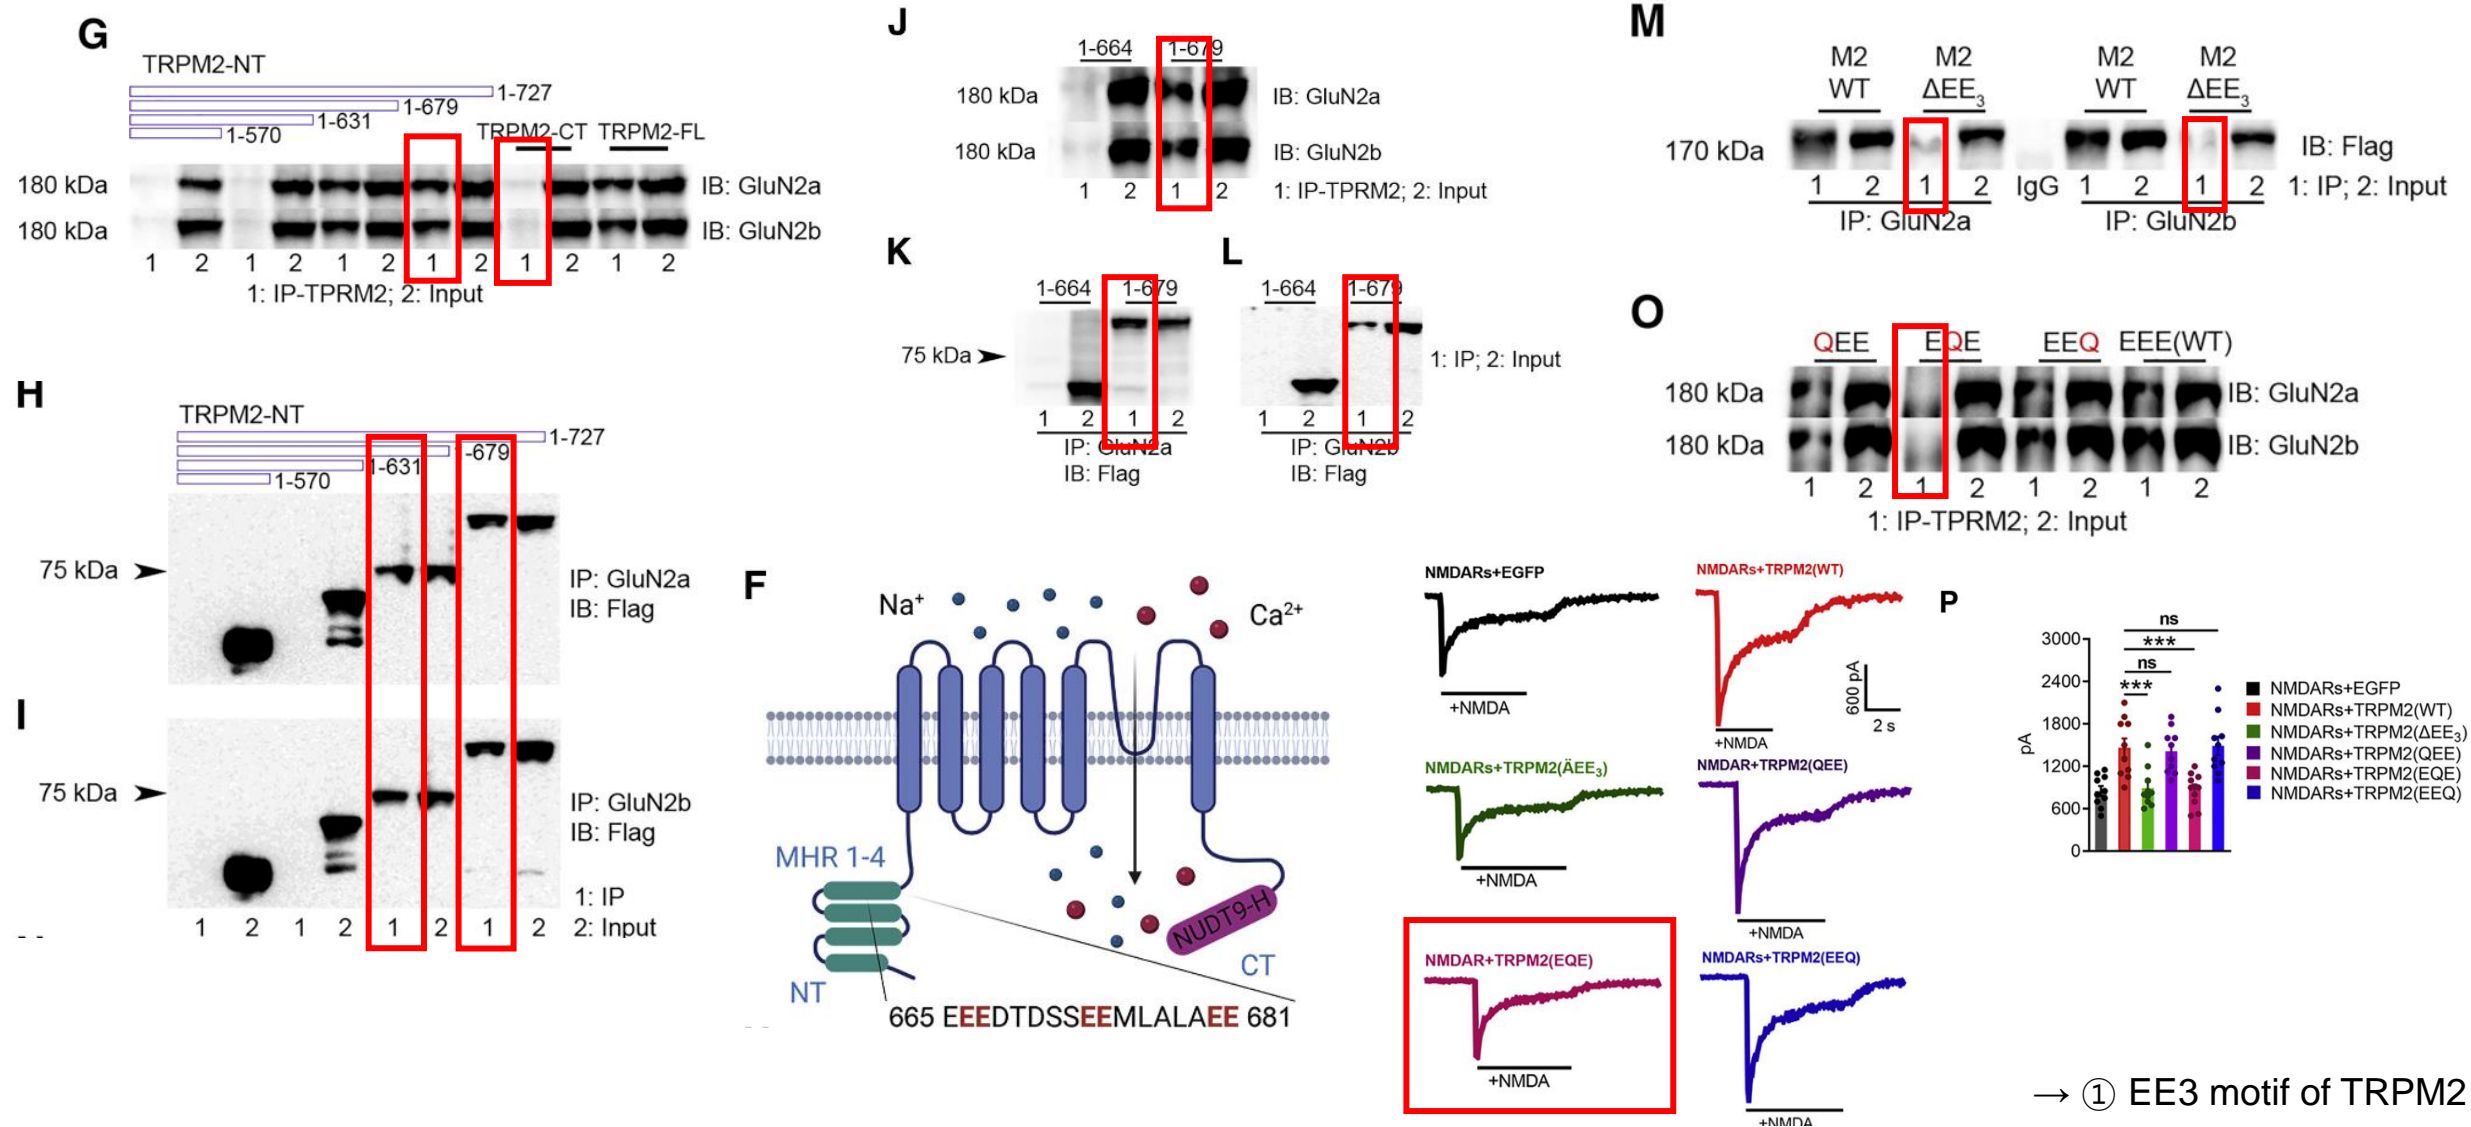 G
TRPM2-NT
1-727
1-679
1-631
1-570
TRPM2-CT TRPM2-FL
180 kDa IB: GluN2a
180 kDa IB: GluN2b
1 2 1 2 1 2 1 2 1 2 1 2
1: IP-TPRM2; 2: Input
H
TRPM2-NT
1-727
-679
1-631
1-570
75 kDa
IP: GluN2a
IB: Flag
I
75 kDa
IP: GluN2b
IB: Flag
1: IP
1 2 1 2 1 2 1 2 2: Input
J
1-664 1-679
180 kDa IB: GluN2a
180 kDa IB: GluN2b
1 2 1 2 1: IP-TPRM2; 2: Input
K
1-664 1-679
75 kDa
1 2 1 2
IP: GluN2a
IB: Flag
L
1-664 1-679
1: IP; 2: Input
1 2 1 2
IP: GluN2b
IB: Flag
F
Na+
Ca2+
MHR 1-4
NT
NUDT9-H
CT
665 EEEDTDSSEEMLALAEE 681
M
M2 M2 M2 M2
WT ΔEE3 WT ΔEE3
170 kDa IB: Flag
1 2 1 2 IgG 1 2 1 2 1: IP; 2: Input
IP: GluN2a IP: GluN2b
O
QEE EQE EEQ EEE(WT)
180 kDa IB: GluN2a
180 kDa IB: GluN2b
1 2 1 2 1 2 1 2
1: IP-TPRM2; 2: Input
NMDARs+EGFP
+NMDA
NMDARs+TRPM2(WT)
+NMDA
600 pA
2 s
NMDARs+TRPM2(ÄEE3)
+NMDA
NMDAR+TRPM2(QEE)
+NMDA
NMDAR+TRPM2(EQE)
+NMDA
NMDARs+TRPM2(EEQ)
+NMDA
P
ns
***
ns
***
3000
2400
1800
1200
600
0
pA
NMDARs+EGFP
NMDARs+TRPM2(WT)
NMDARs+TRPM2(ΔEE3)
NMDARs+TRPM2(QEE)
NMDARs+TRPM2(EQE)
NMDARs+TRPM2(EEQ)
→ ① EE3 motif of TRPM2